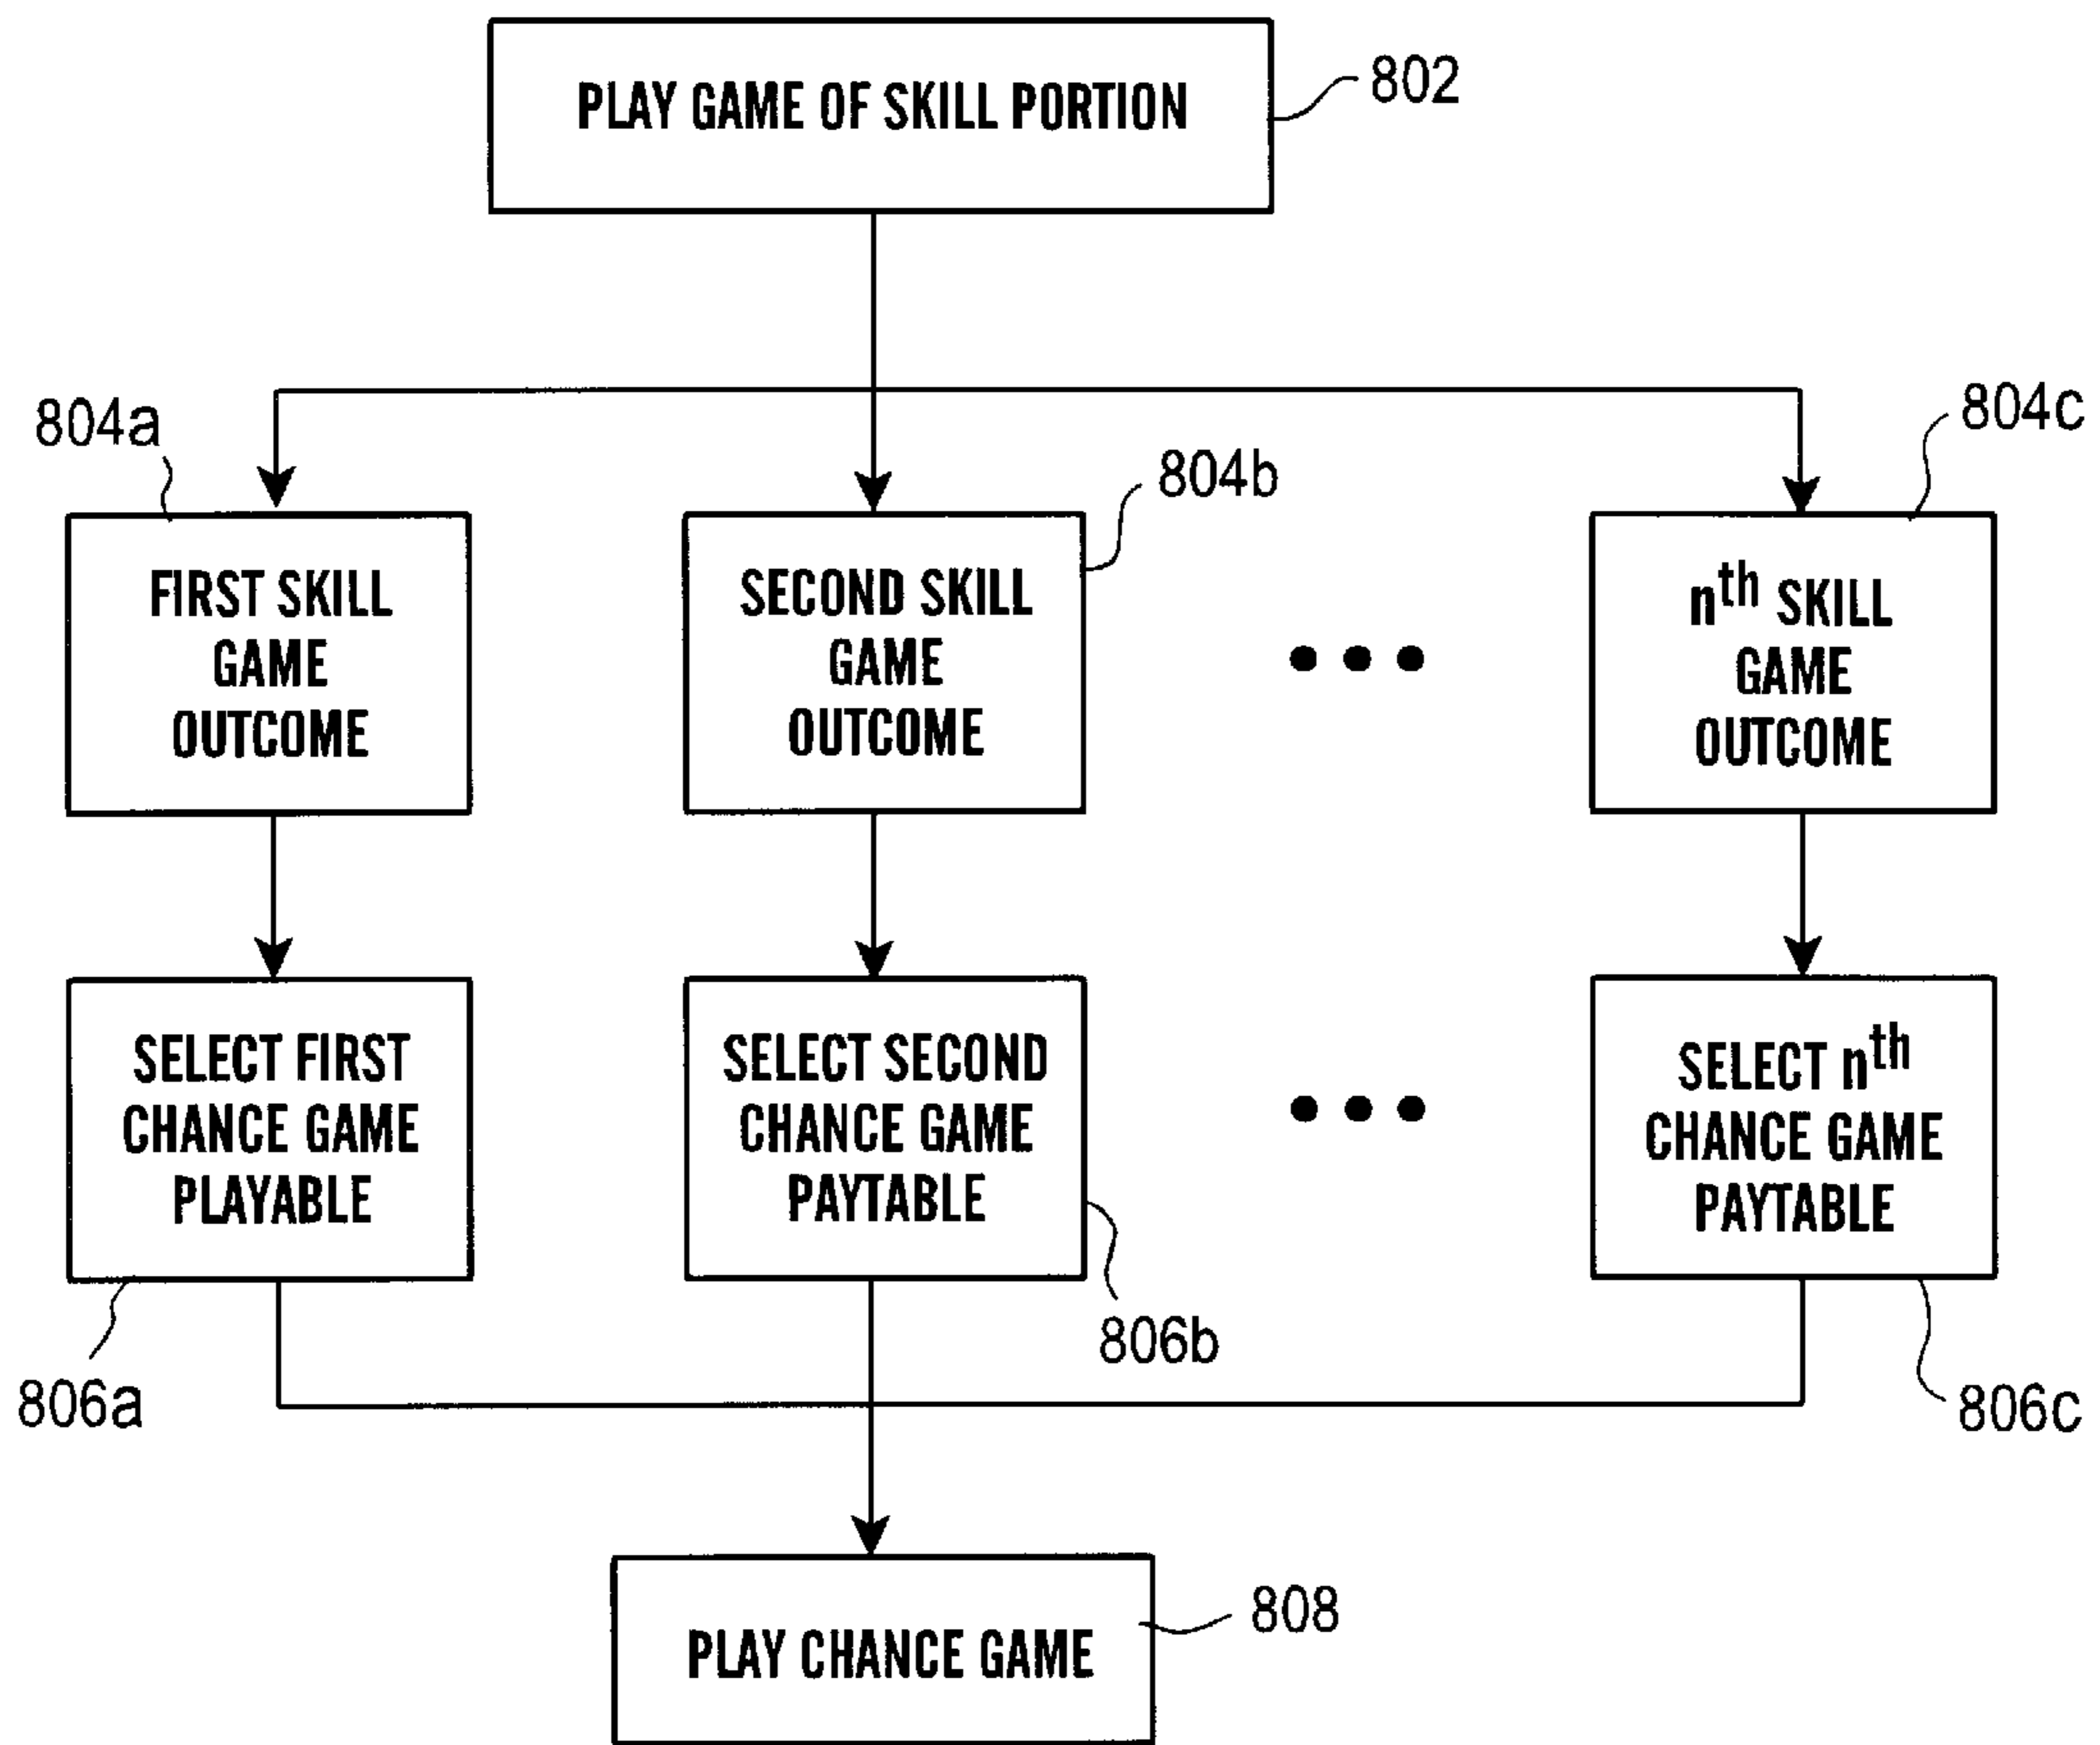 PLAY GAME OF SKILL PORTION
802
804a
804b
804c
FIRST SKILL
GAME
OUTCOME
SECOND SKILL
GAME
OUTCOME
nth SKILL
GAME
OUTCOME
SELECT FIRST
CHANCE GAME
PLAYABLE
SELECT SECOND
CHANCE GAME
PAYTABLE
SELECT nth
CHANCE GAME
PAYTABLE
806a
806b
806c
PLAY CHANCE GAME
808